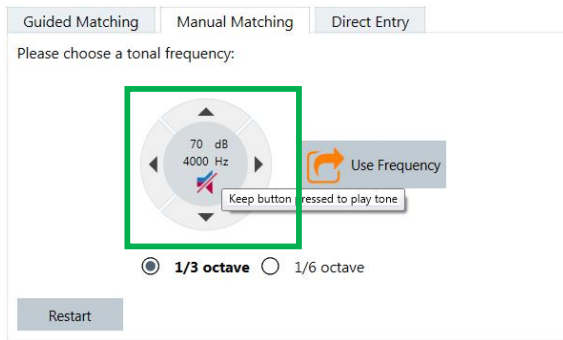 Guided Matching
Manual Matching
Direct Entry
Please choose a tonal frequency:
70 dB
4000 Hz
Use Frequency
Keep button pressed to play tone
1/3 octave
1/6 octave
Restart